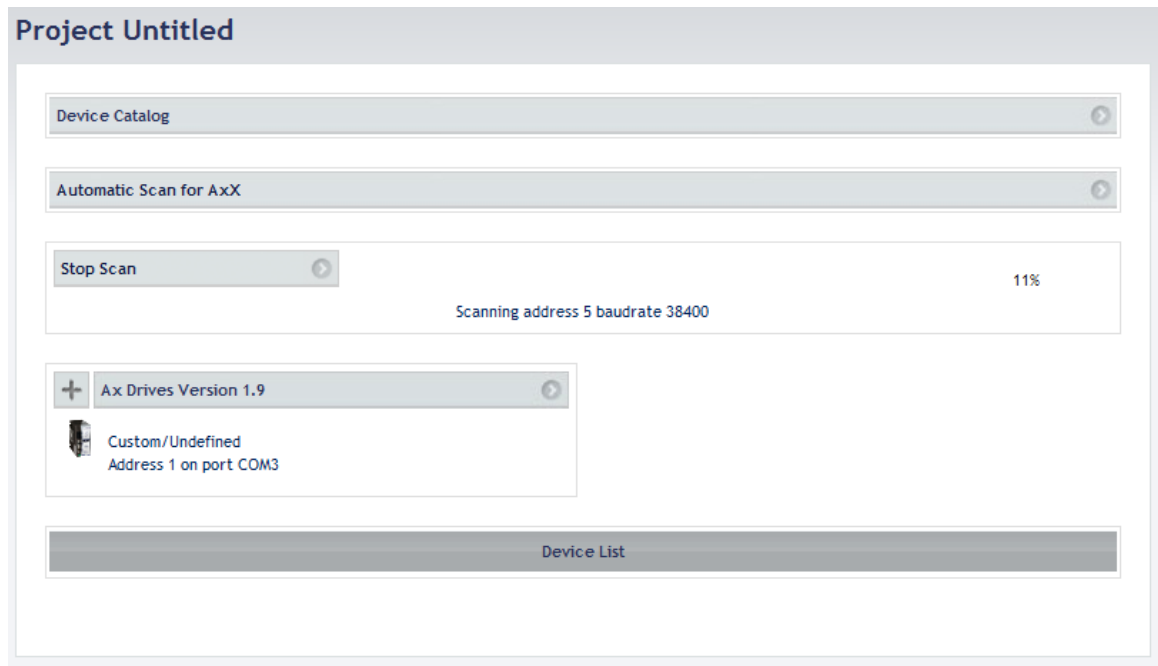 Project Untitled
Device Catalog
Automatic Scan for AxX
Stop Scan
11%
Scanning address 5 baudrate 38400
Ax Drives Version 1.9
Custom/Undefined
Address 1 on port COM3
Device List